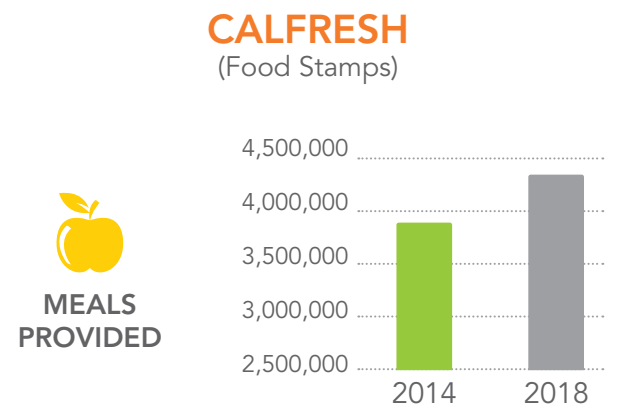 CALFRESH
(Food Stamps)
4,500,000
4,000,000
3,500,000
3,000,000
2,500,000
MEALS
PROVIDED
2014 2018